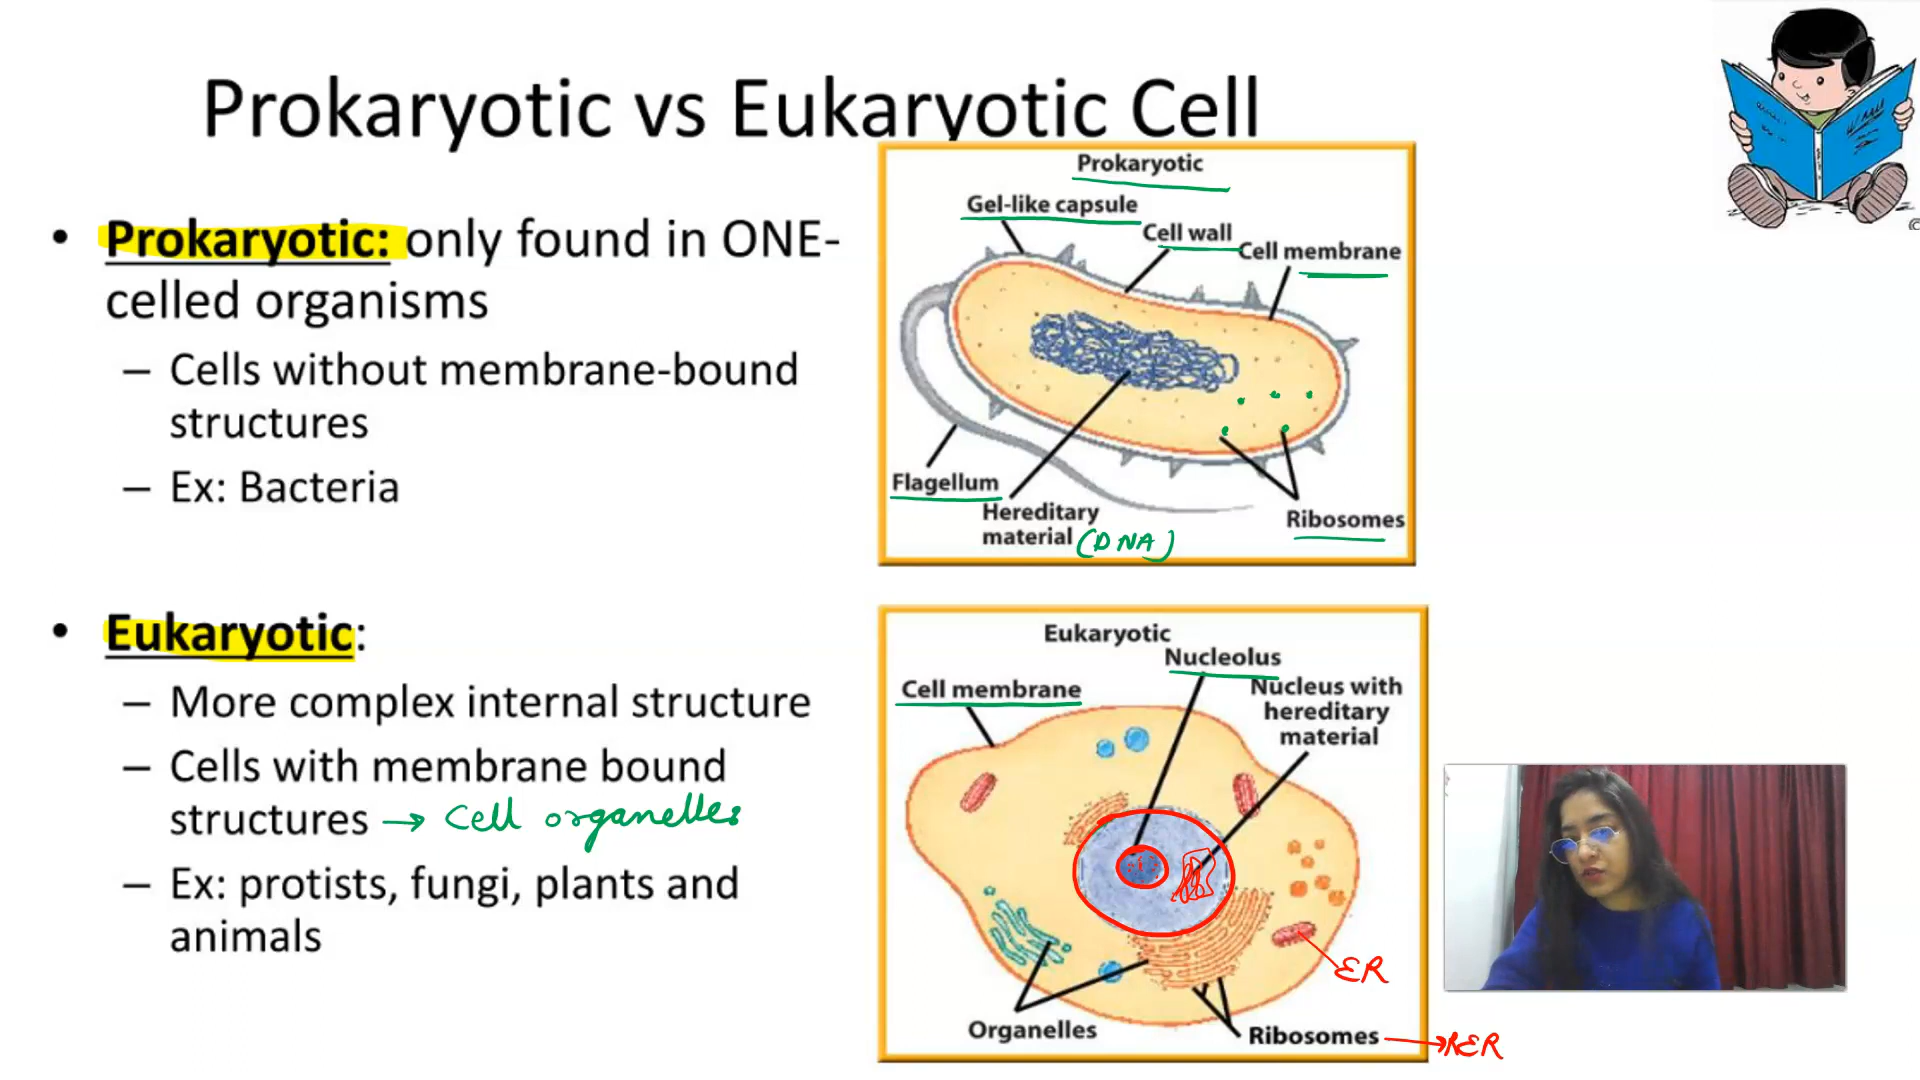 Prokaryotic vs Eukaryotic Cell
• Prokaryotic: only found in ONE-
celled organisms
– Cells without membrane-bound
structures
– Ex: Bacteria
• Eukaryotic:
– More complex internal structure
– Cells with membrane bound
structures → Cell organelles
– Ex: protists, fungi, plants and
animals
Prokaryotic
Gel-like capsule
Cell wall
Cell membrane
Flagellum
Hereditary
material (DNA)
Ribosomes
Eukaryotic
Nucleolus
Cell membrane
Nucleus with
hereditary
material
ER
Organelles
Ribosomes → RER
©